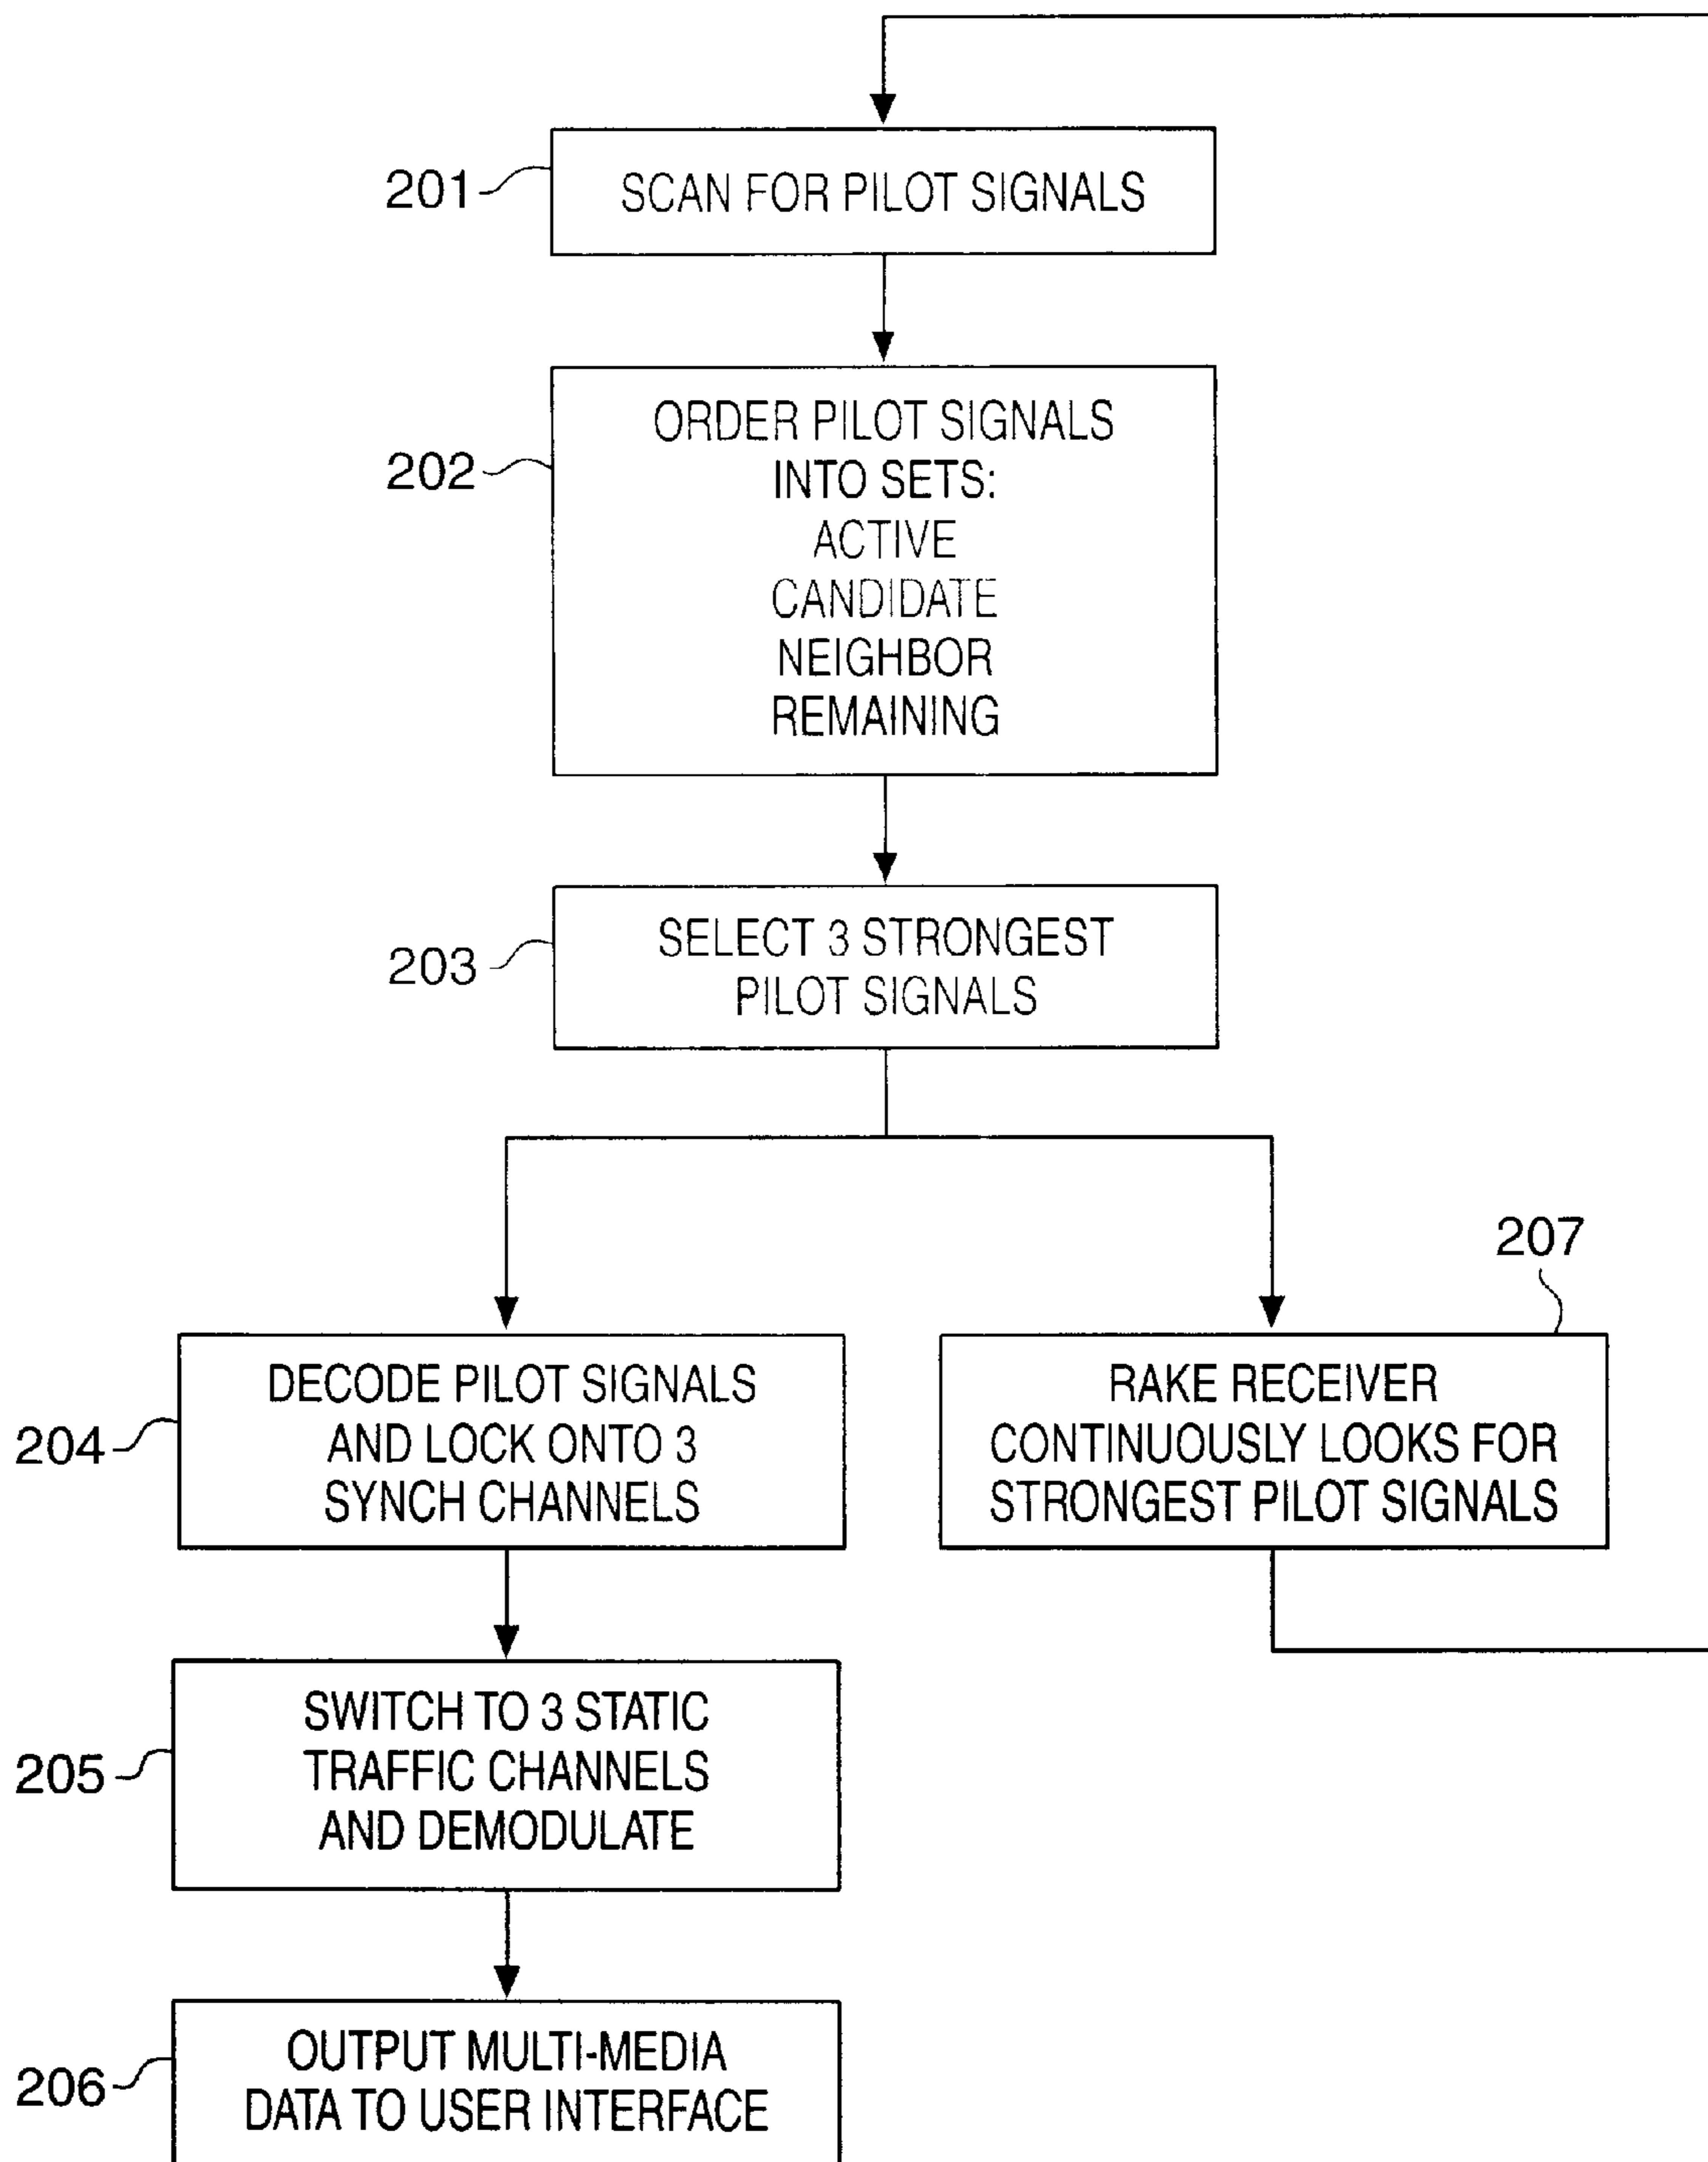 201
SCAN FOR PILOT SIGNALS
202
ORDER PILOT SIGNALS
INTO SETS:
ACTIVE
CANDIDATE
NEIGHBOR
REMAINING
203
SELECT 3 STRONGEST
PILOT SIGNALS
204
DECODE PILOT SIGNALS
AND LOCK ONTO 3
SYNCH CHANNELS
207
RAKE RECEIVER
CONTINUOUSLY LOOKS FOR
STRONGEST PILOT SIGNALS
205
SWITCH TO 3 STATIC
TRAFFIC CHANNELS
AND DEMODULATE
206
OUTPUT MULTI-MEDIA
DATA TO USER INTERFACE